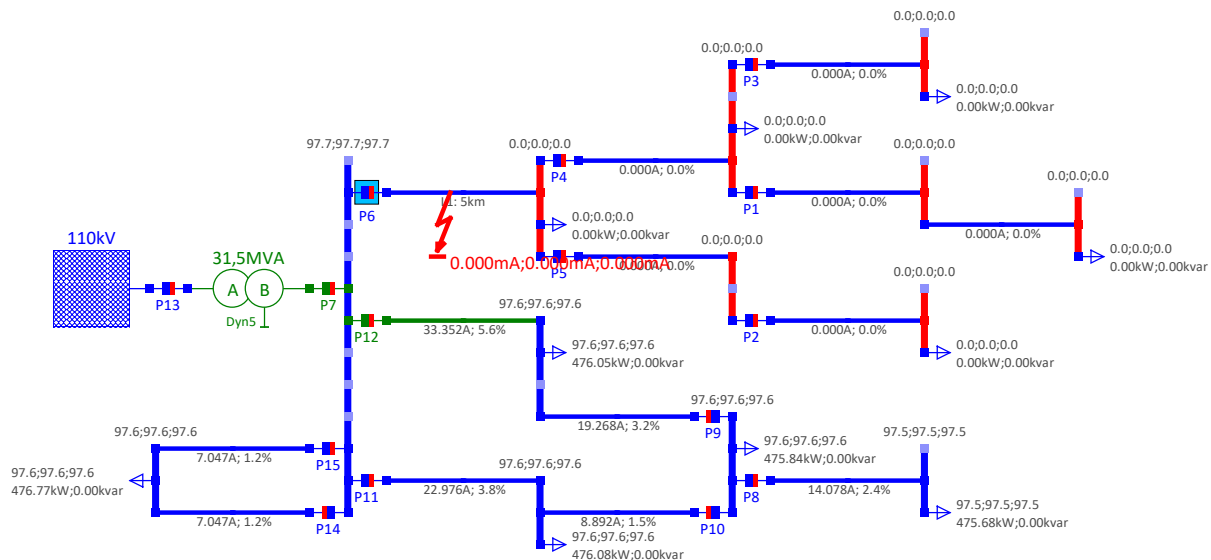 0.0;0.0;0.0
0.0;0.0;0.0
P3
0.000A; 0.0%
0.0;0.0;0.0
0.00kW;0.00kvar
0.0;0.0;0.0
0.00kW;0.00kvar
97.7;97.7;97.7
0.0;0.0;0.0
P4
0.000A; 0.0%
0.0;0.0;0.0
P6
L1: 5km
P1
0.000A; 0.0%
0.0;0.0;0.0
0.0;0.0;0.0
0.00kW;0.00kvar
0.000A; 0.0%
0.0;0.0;0.0
0.00kW;0.00kvar
110kV
31,5MVA
0.0;0.0;0.0
P5
0.000mA;0.000mA;0.000mA
0.000A; 0.0%
0.0;0.0;0.0
A
B
P13
P7
Dyn5
97.6;97.6;97.6
P12
33.352A; 5.6%
P2
0.000A; 0.0%
0.0;0.0;0.0
0.00kW;0.00kvar
97.6;97.6;97.6
476.05kW;0.00kvar
97.6;97.6;97.6
19.268A; 3.2%
P9
97.6;97.6;97.6
7.047A; 1.2%
P15
97.6;97.6;97.6
475.84kW;0.00kvar
97.5;97.5;97.5
97.6;97.6;97.6
476.77kW;0.00kvar
97.6;97.6;97.6
P11
22.976A; 3.8%
P8
14.078A; 2.4%
7.047A; 1.2%
P14
8.892A; 1.5%
P10
97.5;97.5;97.5
475.68kW;0.00kvar
97.6;97.6;97.6
476.08kW;0.00kvar